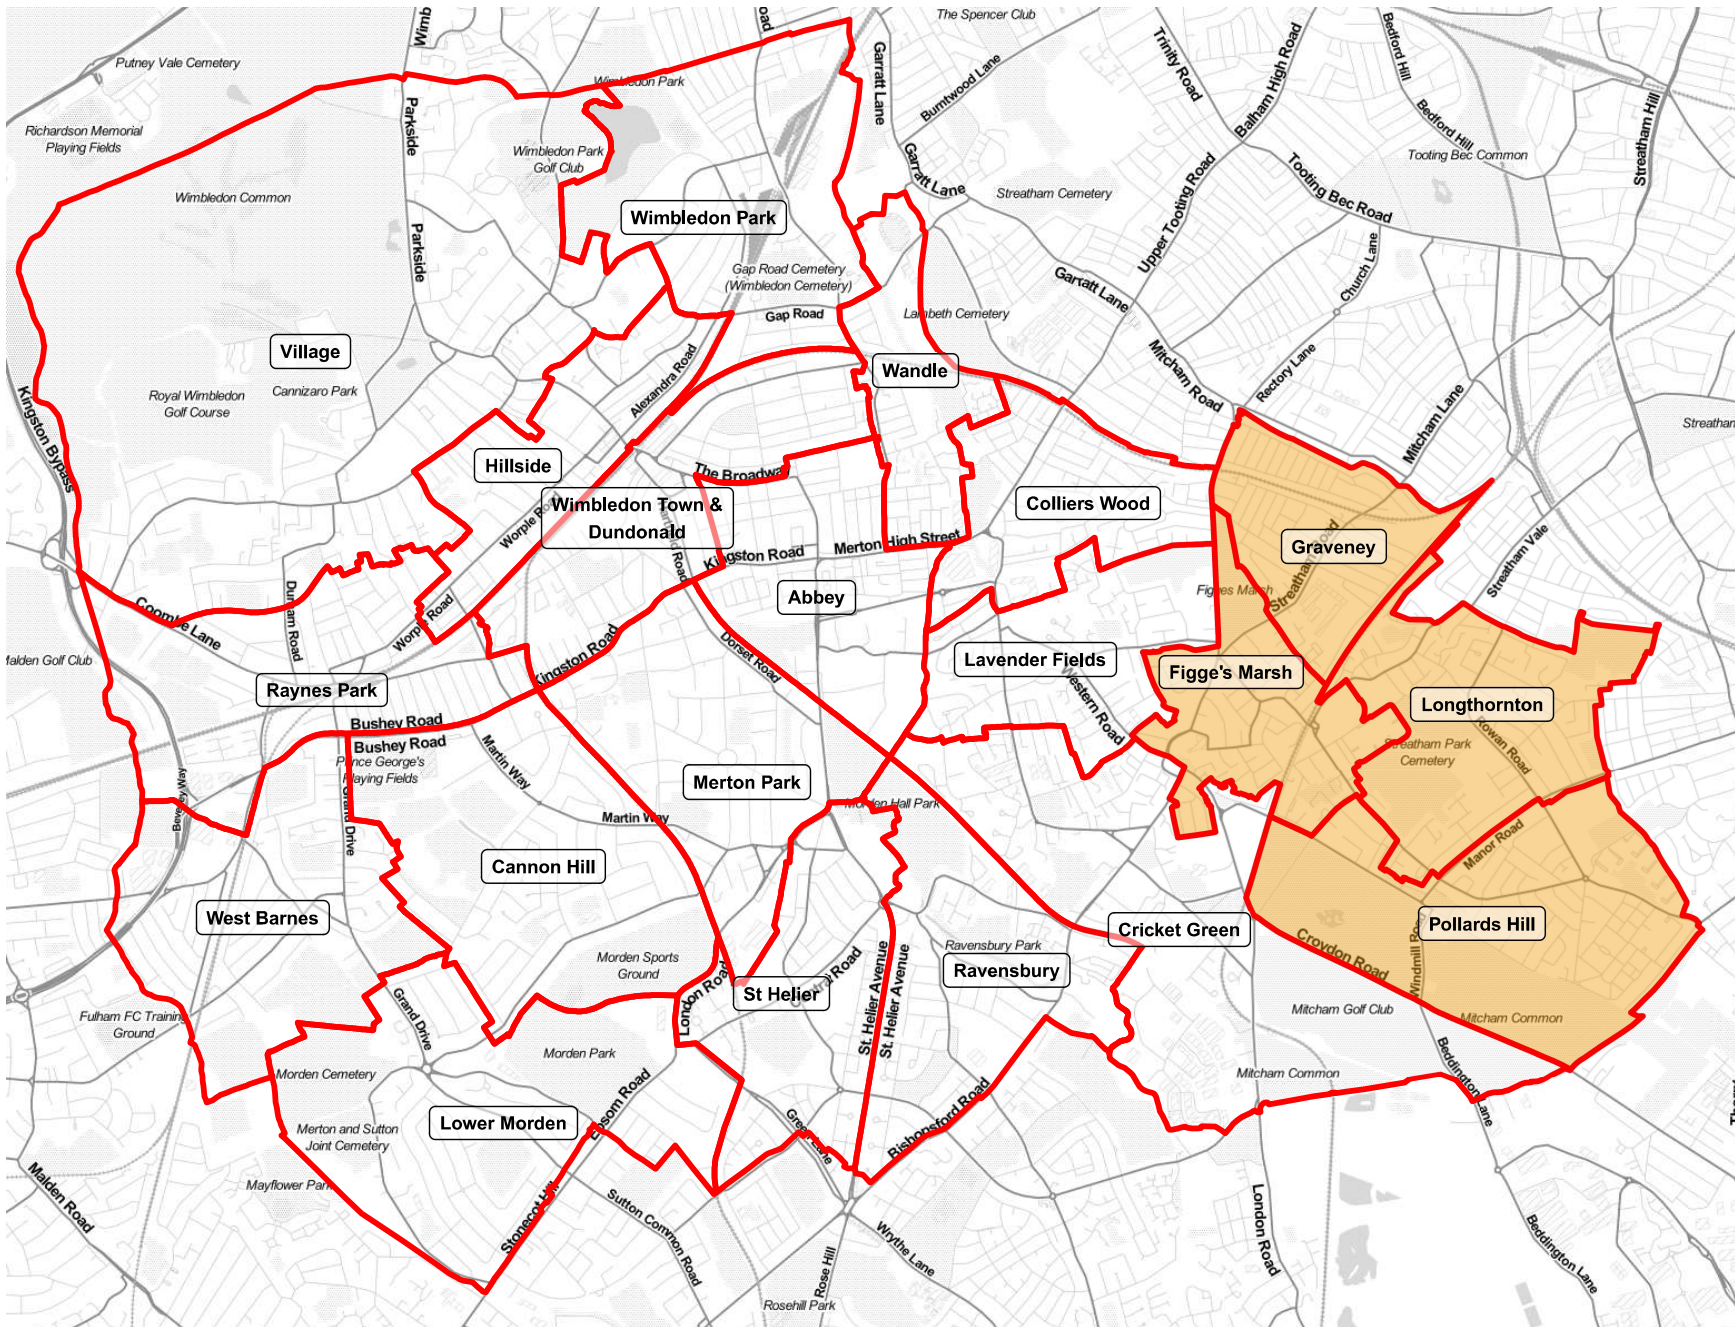 The Spencer Club
Putney Vale Cemetery
Wimbledon Park
Garratt Lane
Burntwood Lane
Trinity Road
Balham High Road
Bedford Hill
Bedford Hill
Streatham Hill
Richardson Memorial
Playing Fields
Parkside
Wimbledon Park
Golf Club
Tooting Bec Common
Garratt Lane
Streatham Cemetery
Tooting Bec Road
Wimbledon Common
Wimbledon Park
Upper Tooting Road
Parkside
Church Lane
Gap Road Cemetery
(Wimbledon Cemetery)
Garratt Lane
Gap Road
Lambeth Cemetery
Village
Wandle
Mitcham Road
Rectory Lane
Royal Wimbledon
Golf Course
Cannizaro Park
Alexandra Road
Mitcham Lane
Kingston Bypass
Hillside
The Broadway
Wimbledon Town &
Dundonald
Worple Road
Colliers Wood
Merton High Street
Kingston Road
Graveney
Streatham Road
Streatham Vale
Figges Marsh
Abbey
Coombe Lane
Durham Road
Worple Road
Kingston Road
Dorset Road
Lavender Fields
Western Road
Figge's Marsh
Malden Golf Club
Raynes Park
Longthornton
Bushey Road
Bushey Road
Prince George's
Playing Fields
Martin Way
Rowan Road
Streatham Park
Cemetery
Merton Park
Beverley Way
Grand Drive
Martin Way
Morden Hall Park
Manor Road
Cannon Hill
West Barnes
Cricket Green
Pollards Hill
Croydon Road
Windmill Road
Morden Sports
Ground
Ravensbury Park
Ravensbury
St Helier
London Road
Central Road
St. Helier Avenue
St. Helier Avenue
Fulham FC Training
Ground
Grand Drive
Mitcham Golf Club
Mitcham Common
Morden Park
Morden Cemetery
Mitcham Common
Beddington Lane
Epsom Road
Lower Morden
Merton and Sutton
Joint Cemetery
Green Lane
Bishopsford Road
Mayflower Park
Malden Road
Stonecot Hill
Sutton Common Road
Wrythe Lane
Rose Hill
London Road
Beddington Lane
Rosehill Park